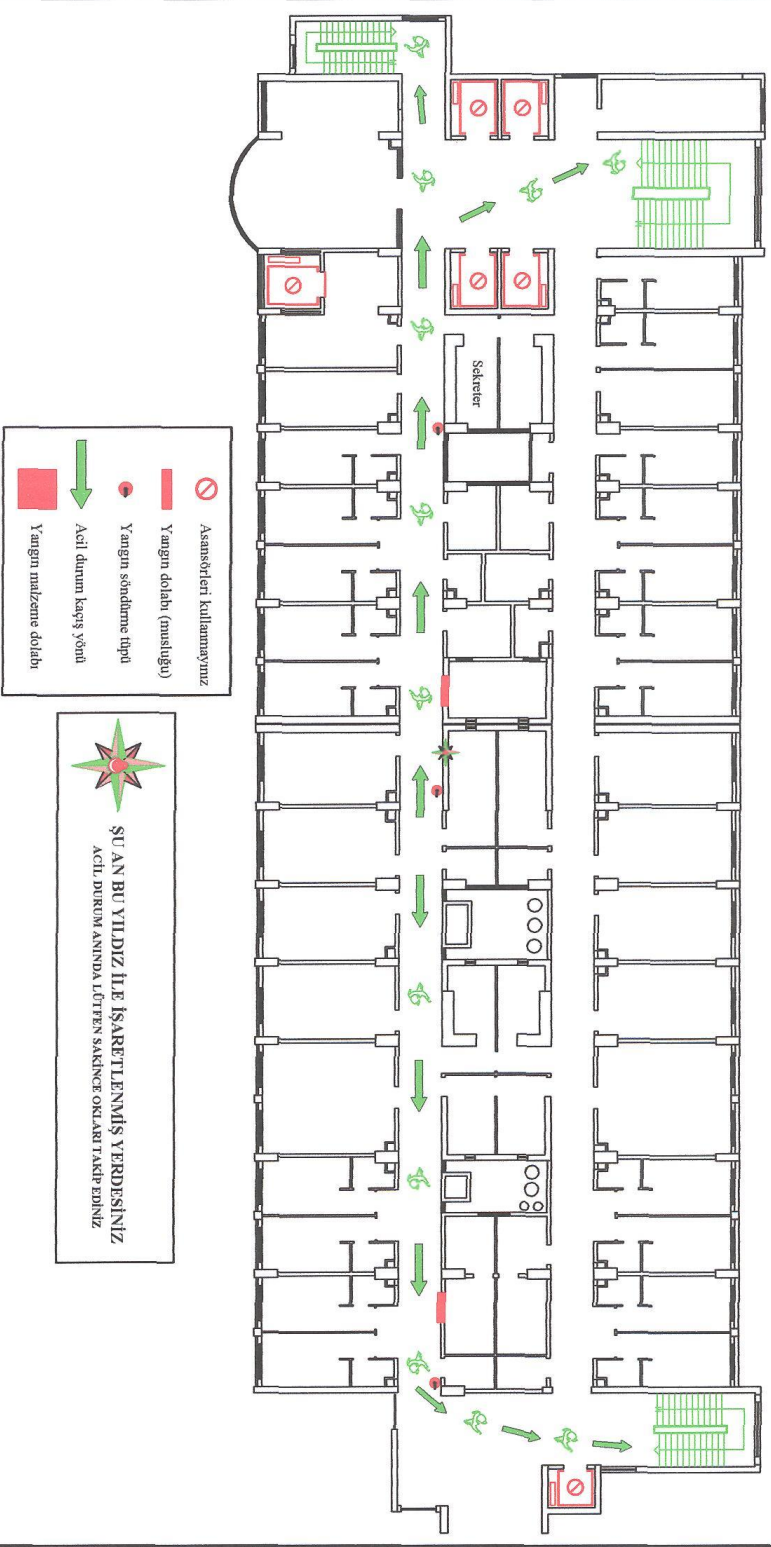 Sekreter
Asansörleri kullanmayınız
Yangın dolabı (musluğu)
Yangın söndürme tüpü
Acil durum kaçış yönü
Yangın malzeme dolabı
ŞU AN BU YILDIZ İLE İŞARETLENMİŞ YERDESİNİZ
ACİL DURUM ANINDA LÜTFEN SAKİNCE OKLARI TAKİP EDİNİZ